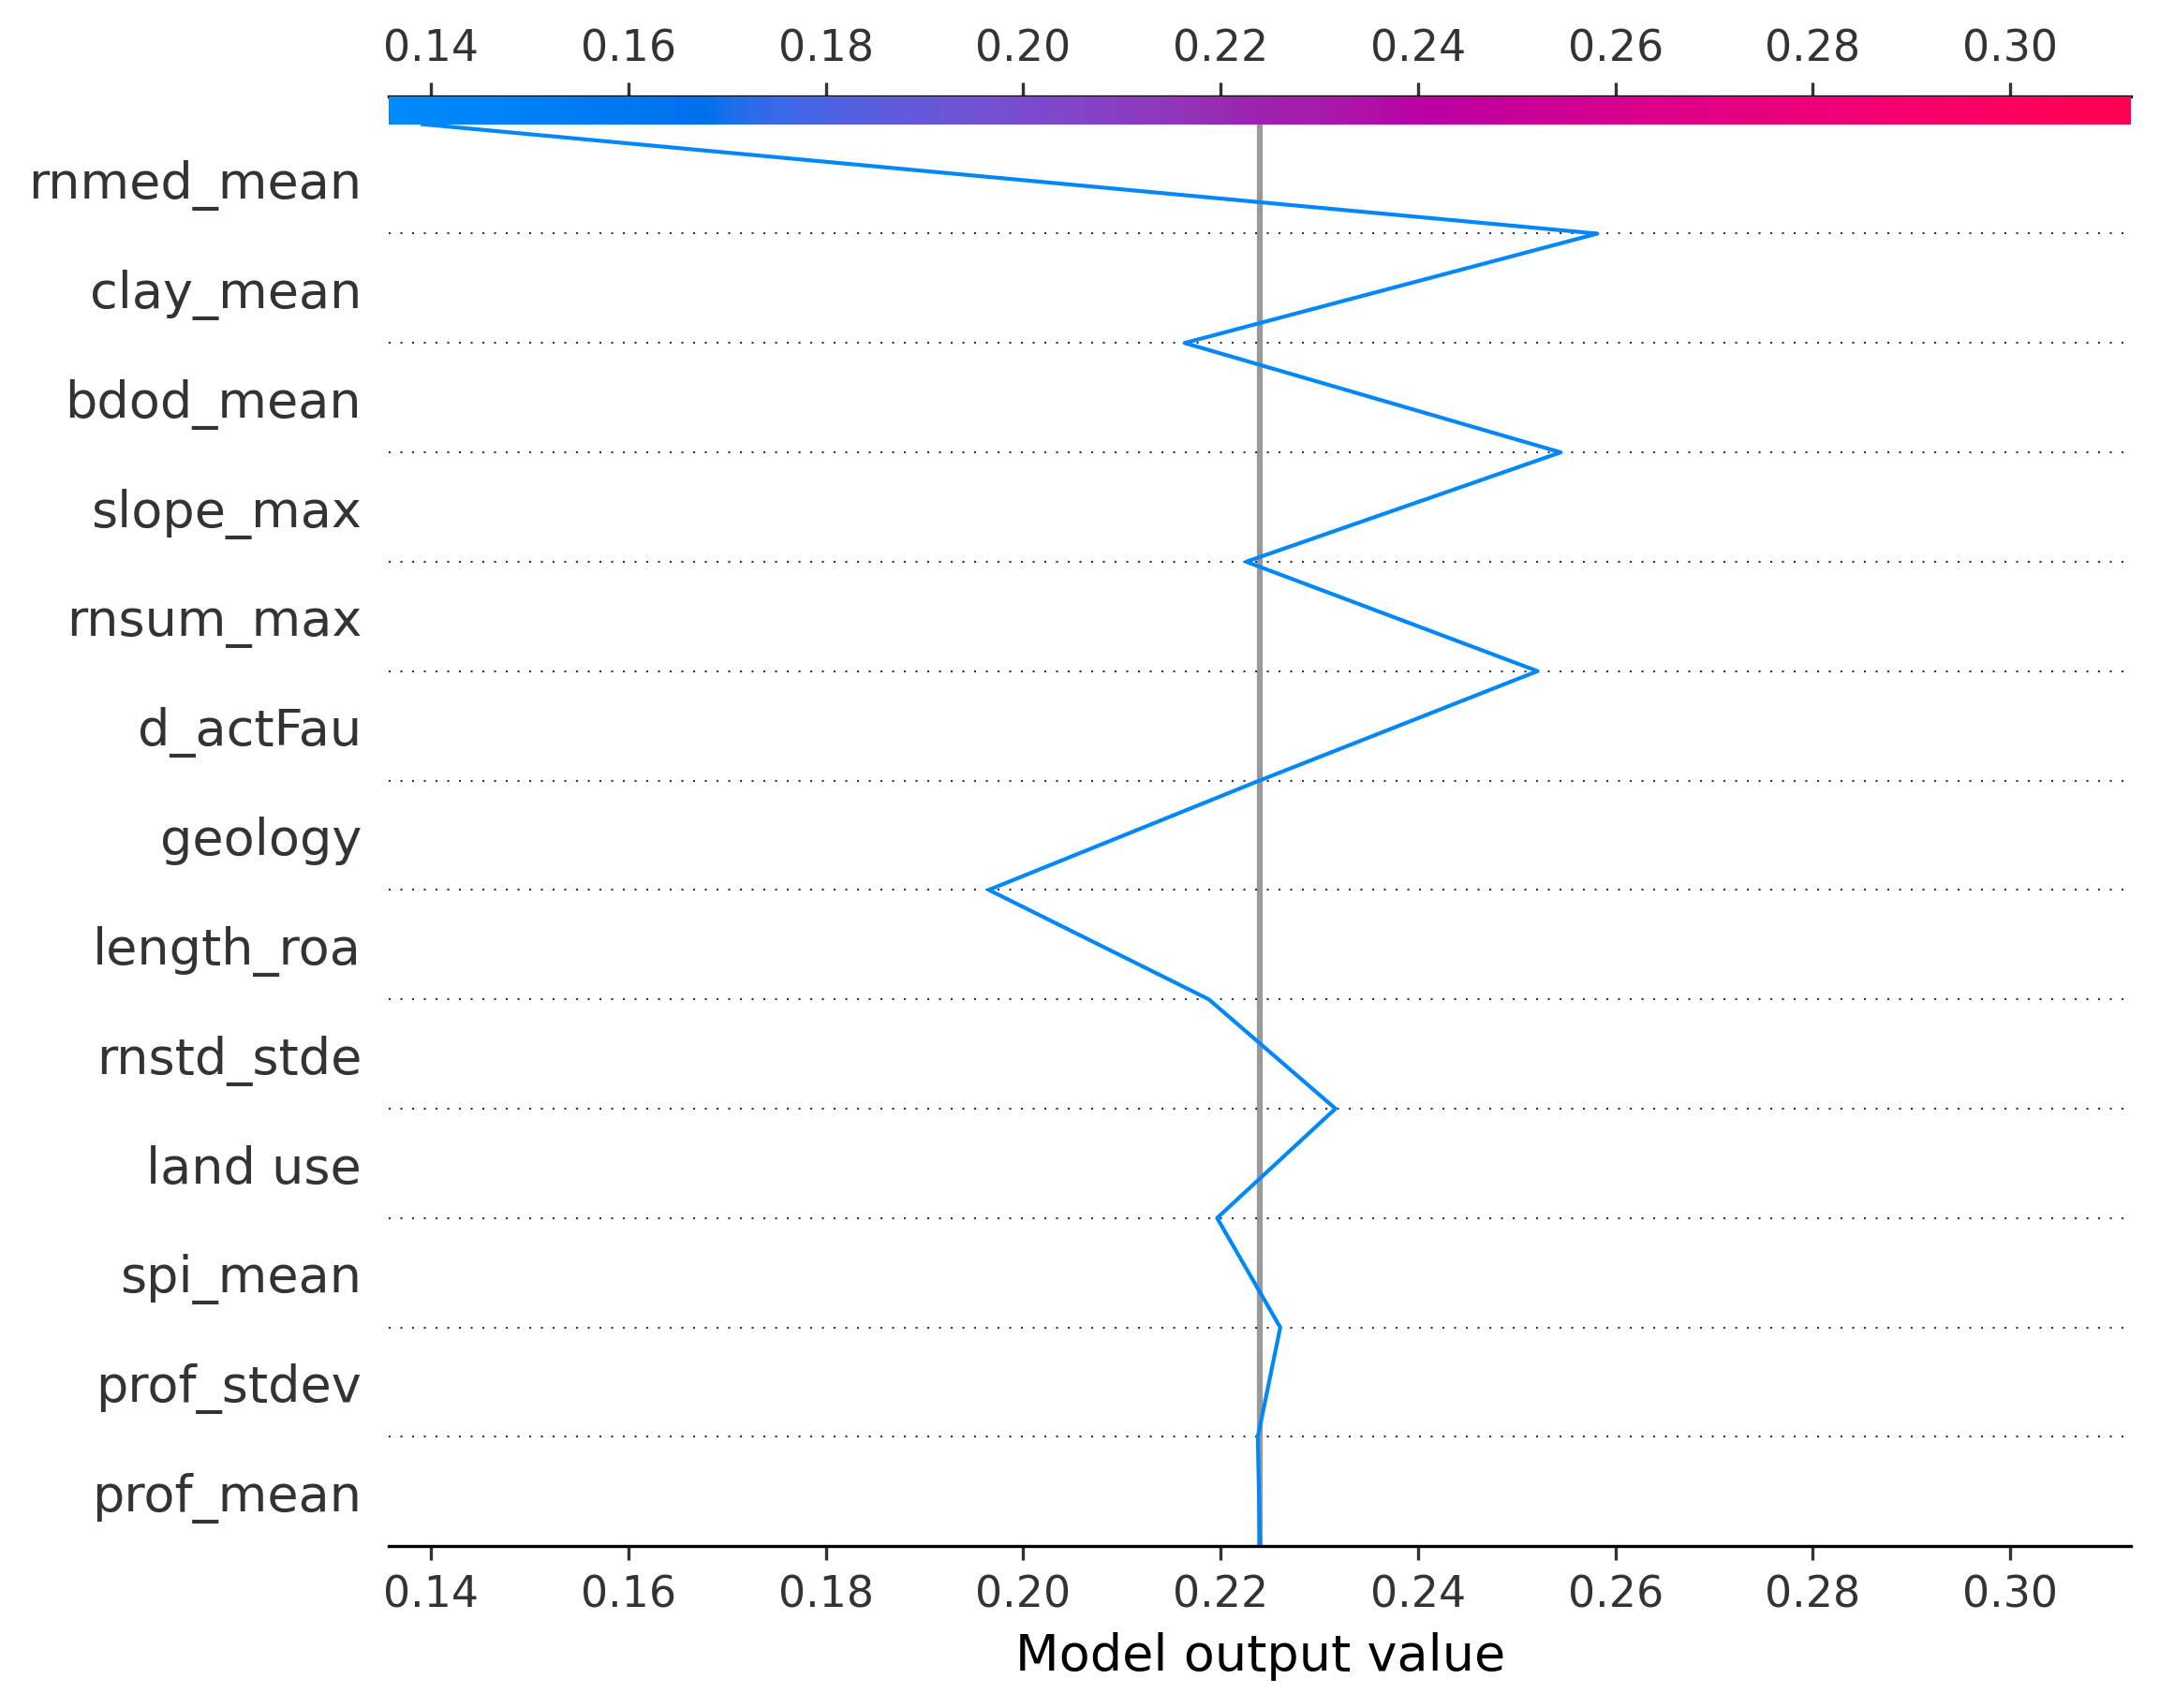 0.14 0.16 0.18 0.20 0.22 0.24 0.26 0.28 0.30
rnmed_mean
clay_mean
bdod_mean
slope_max
rnsum_max
d_actFau
geology
length_roa
rnstd_stde
land use
spi_mean
prof_stdev
prof_mean
0.14 0.16 0.18 0.20 0.22 0.24 0.26 0.28 0.30
Model output value